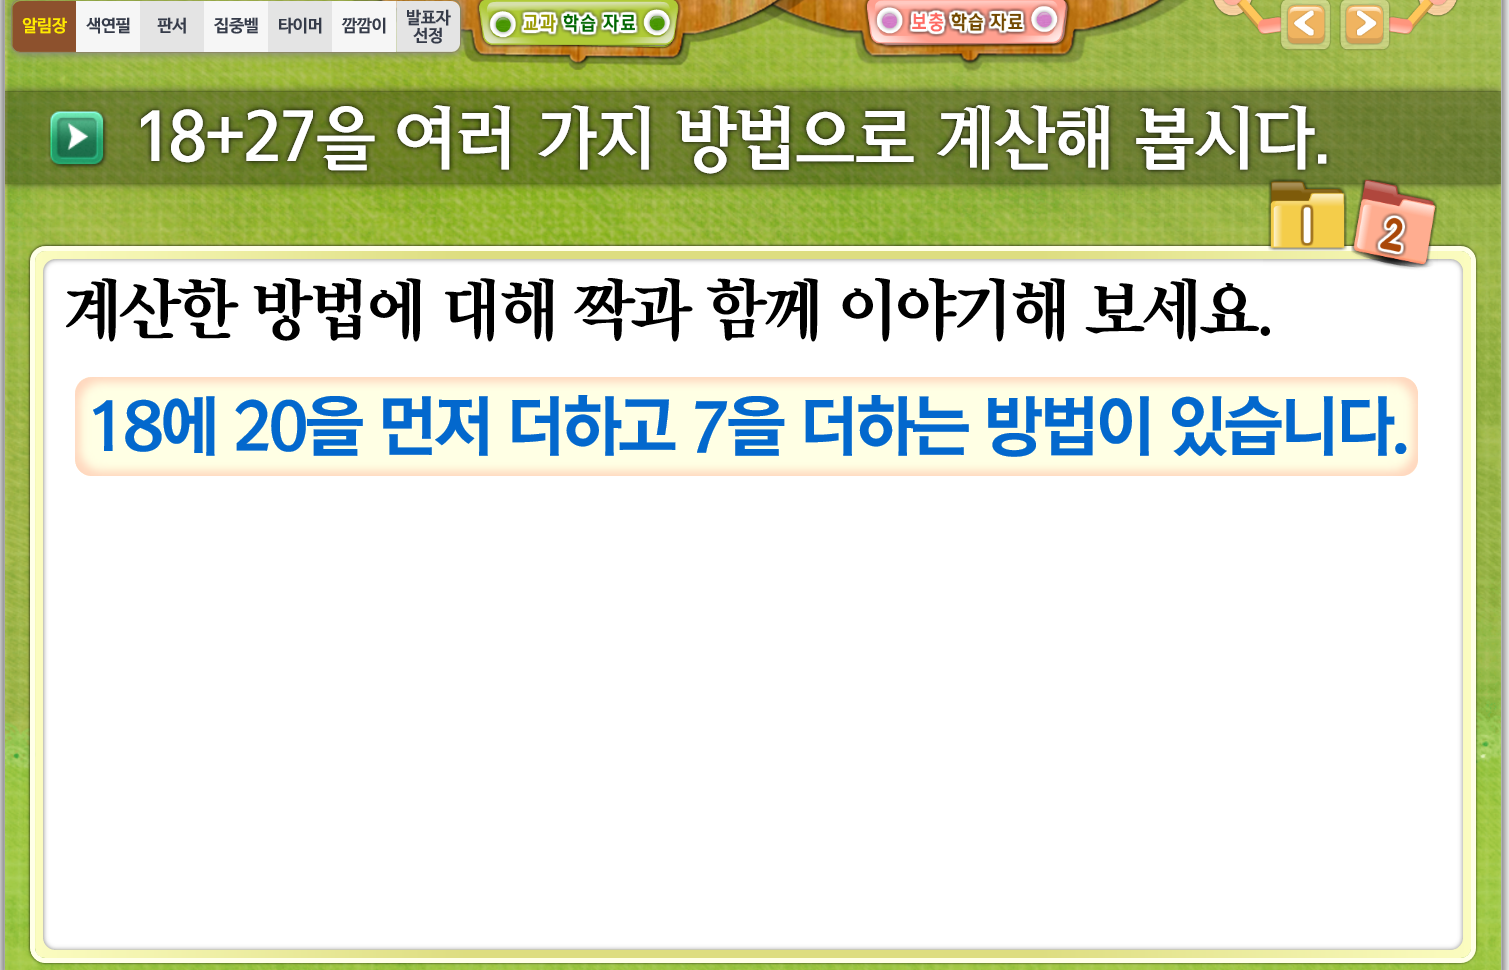 알림장 색연필 판서 집중벨 타이머 깜깜이 발표자 선정
교과 학습 자료
보충 학습 자료
18+27을 여러 가지 방법으로 계산해 봅시다.
1 2
계산한 방법에 대해 짝과 함께 이야기해 보세요.
18에 20을 먼저 더하고 7을 더하는 방법이 있습니다.